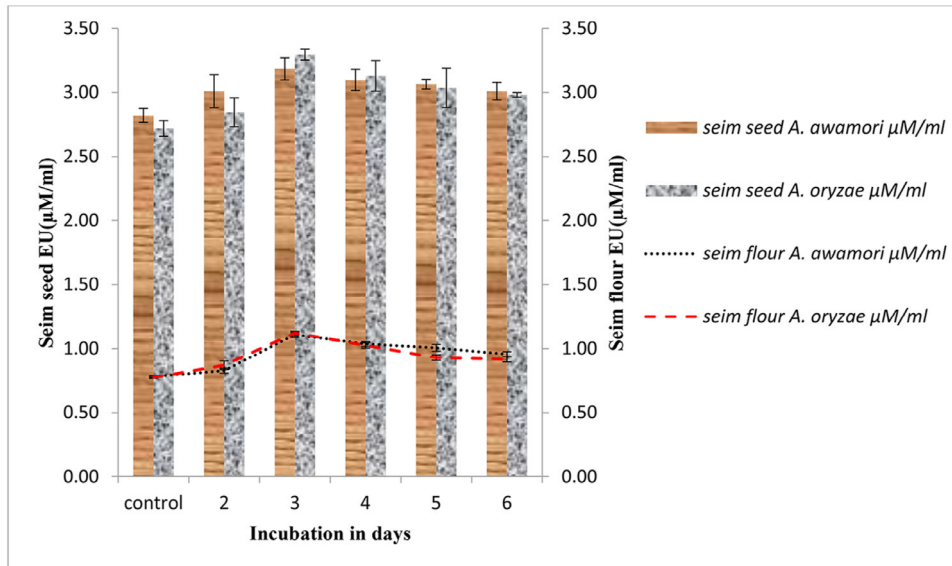 3.50
3.00
2.50
2.00
1.50
1.00
0.50
0.00
Seim seed EU(µM/ml)
control 2 3 4 5 6
Incubation in days
3.50
3.00
2.50
2.00
1.50
1.00
0.50
0.00
Seim flour EU(µM/ml)
seim seed A. awamori µM/ml
seim seed A. oryzae µM/ml
seim flour A. awamori µM/ml
seim flour A. oryzae µM/ml